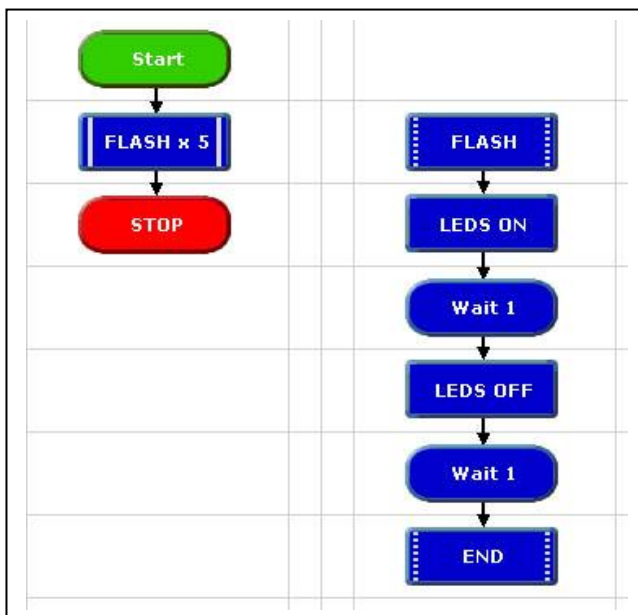 Start
FLASH x 5
STOP
FLASH
LEDS ON
Wait 1
LEDS OFF
Wait 1
END